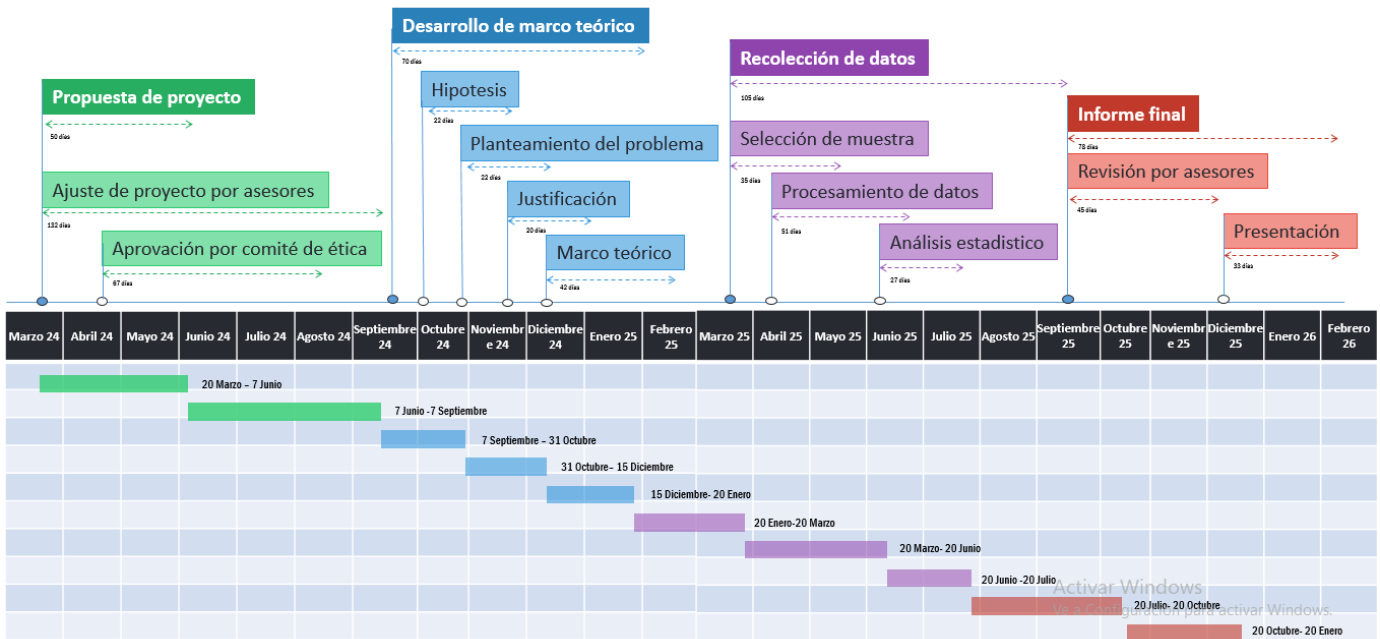 Desarrollo de marco teórico
70 días
Recolección de datos
105 días
Propuesta de proyecto
50 días
Hipotesis
22 días
Informe final
78 días
Planteamiento del problema
22 días
Selección de muestra
35 días
Revisión por asesores
45 días
Ajuste de proyecto por asesores
132 días
Justificación
20 días
Procesamiento de datos
51 días
Presentación
33 días
Aprovación por comité de ética
67 días
Marco teórico
42 días
Análisis estadistico
27 días
Marzo 24
Abril 24
Mayo 24
Junio 24
Julio 24
Agosto 24
Septiembre
24
Octubre
24
Noviembr
e 24
Diciembre
24
Enero 25
Febrero
25
Marzo 25
Abril 25
Mayo 25
Junio 25
Julio 25
Agosto 25
Septiembre
25
Octubre
25
Noviembr
e 25
Diciembre
25
Enero 26
Febrero
26
20 Marzo – 7 Junio
7 Junio -7 Septiembre
7 Septiembre – 31 Octubre
31 Octubre– 15 Diciembre
15 Diciembre- 20 Enero
20 Enero-20 Marzo
20 Marzo- 20 Junio
20 Junio -20 Julio
Activar Windows
Ve a Configuración para activar Windows.
20 Julio- 20 Octubre
20 Octubre- 20 Enero